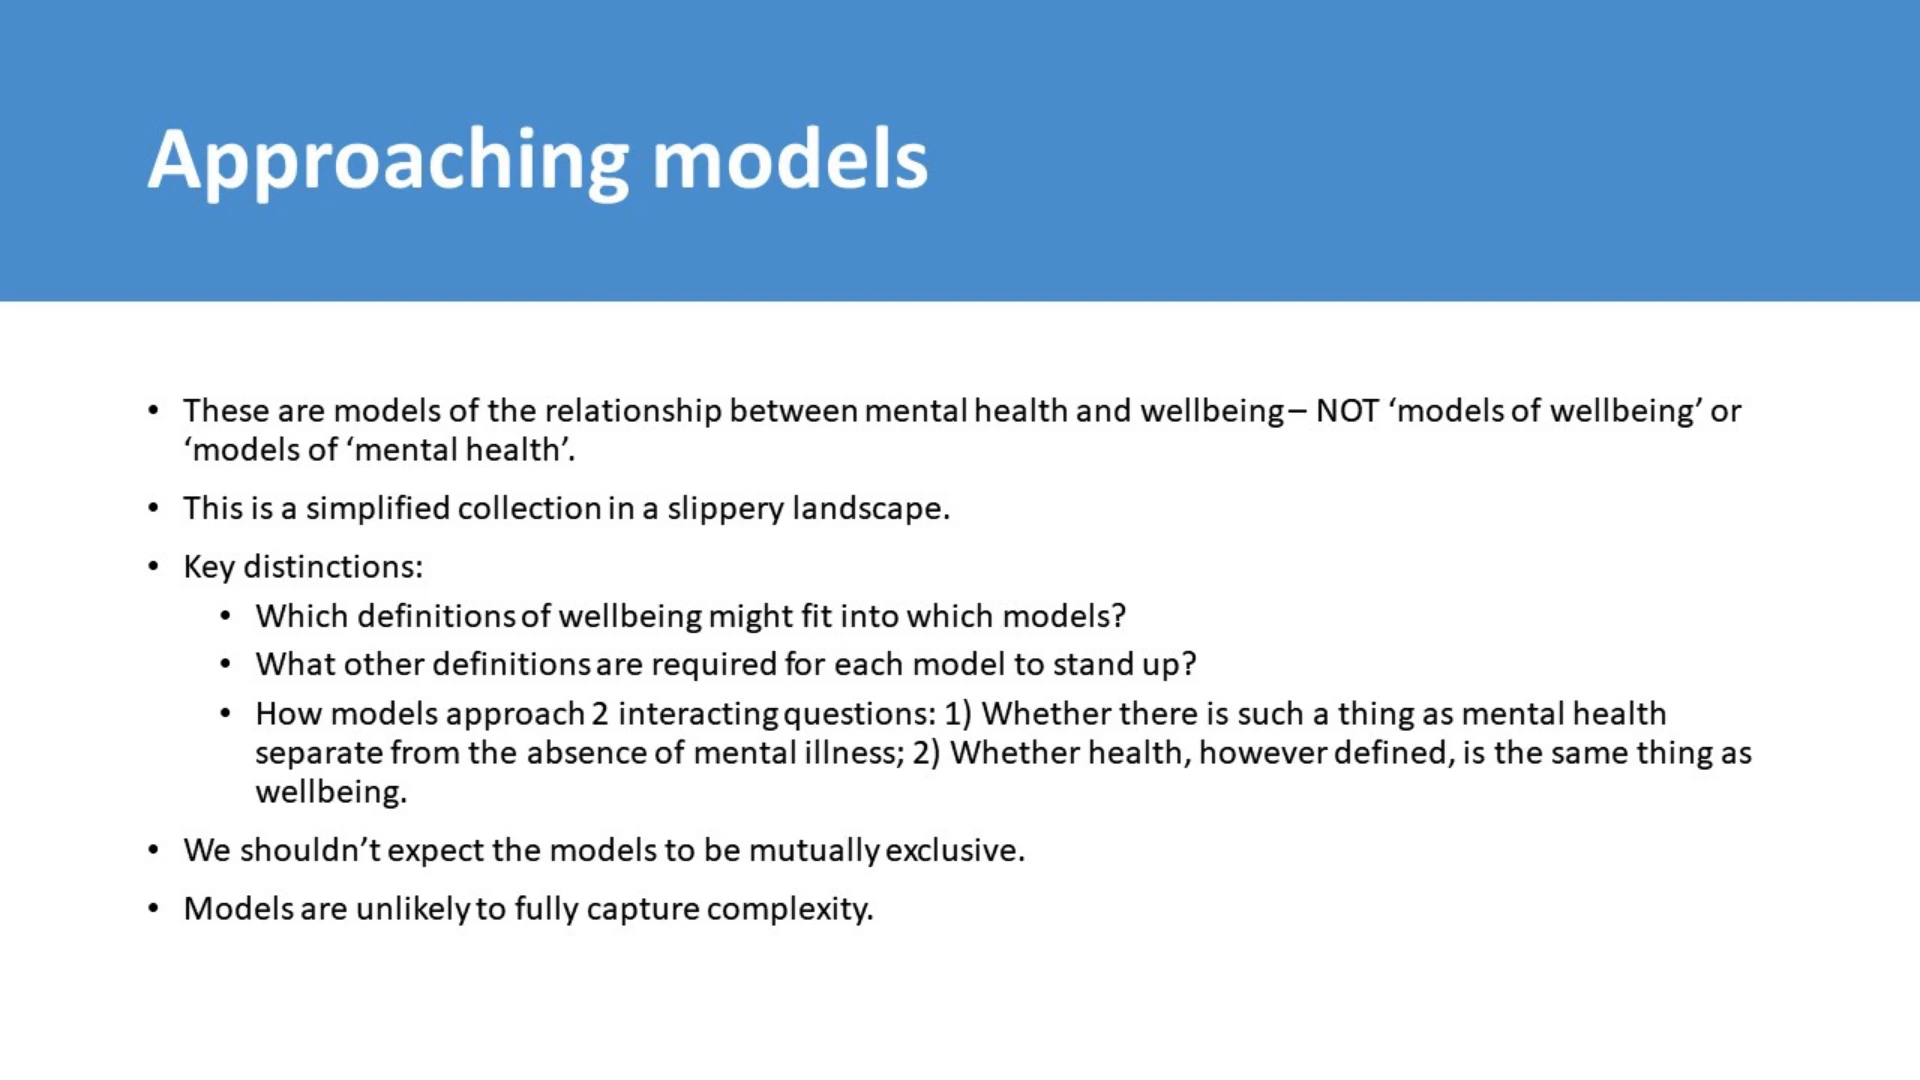 Approaching models
• These are models of the relationship between mental health and wellbeing – NOT ‘models of wellbeing’ or
‘models of ‘mental health’.
• This is a simplified collection in a slippery landscape.
• Key distinctions:
• Which definitions of wellbeing might fit into which models?
• What other definitions are required for each model to stand up?
• How models approach 2 interacting questions: 1) Whether there is such a thing as mental health
separate from the absence of mental illness; 2) Whether health, however defined, is the same thing as
wellbeing.
• We shouldn’t expect the models to be mutually exclusive.
• Models are unlikely to fully capture complexity.